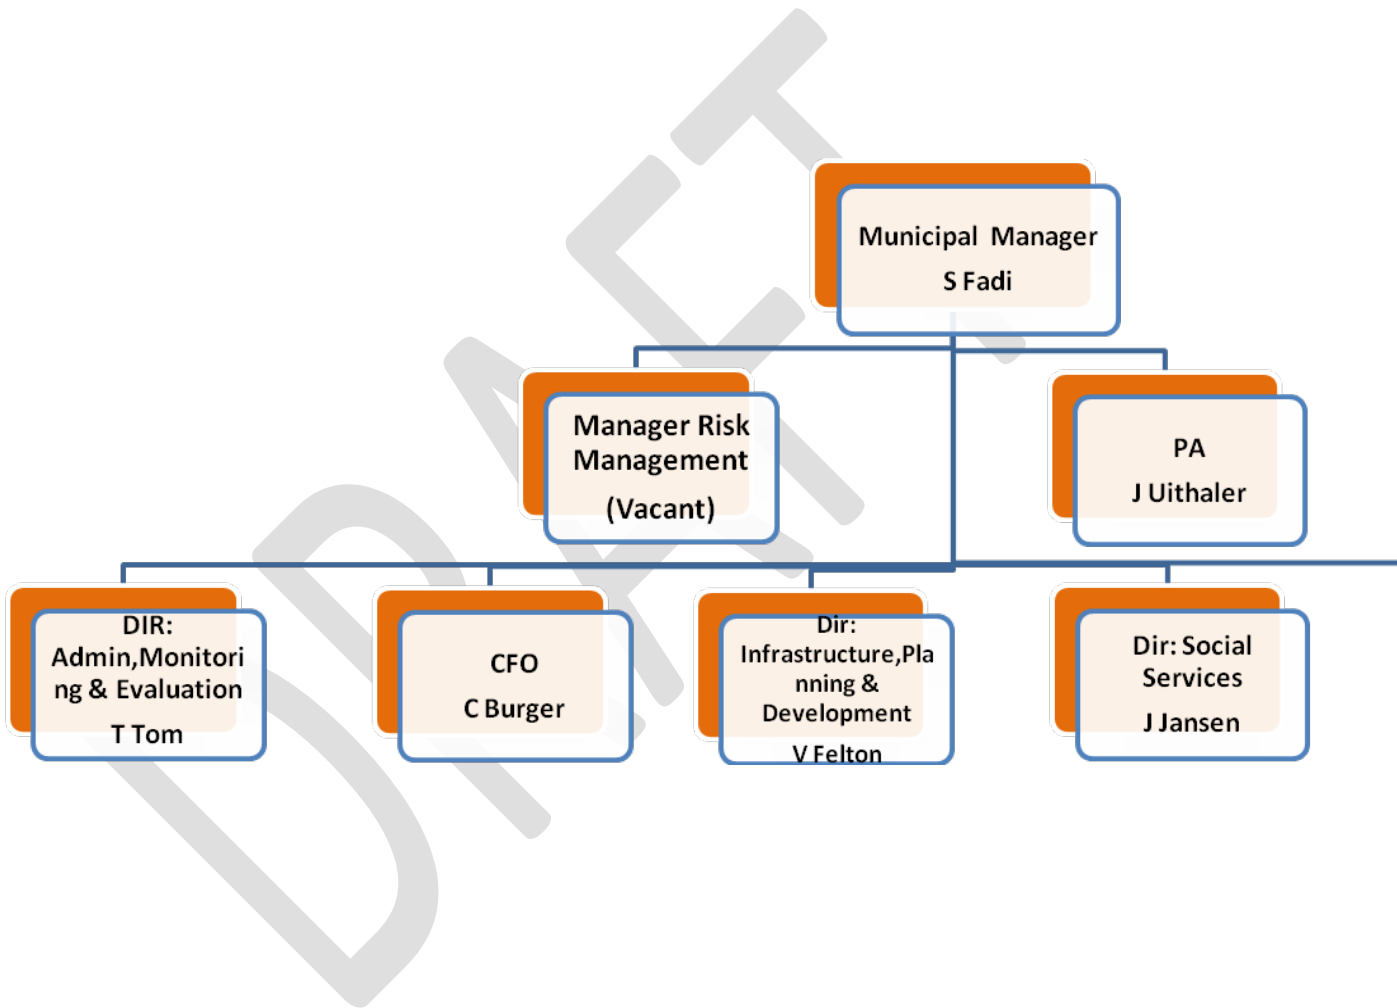 DRAFT
Municipal Manager
S Fadi
Manager Risk
Management
(Vacant)
PA
J Uithaler
DIR:
Admin,Monitori
ng & Evaluation
T Tom
CFO
C Burger
Dir:
Infrastructure,Pla
nning &
Development
V Felton
Dir: Social
Services
J Jansen